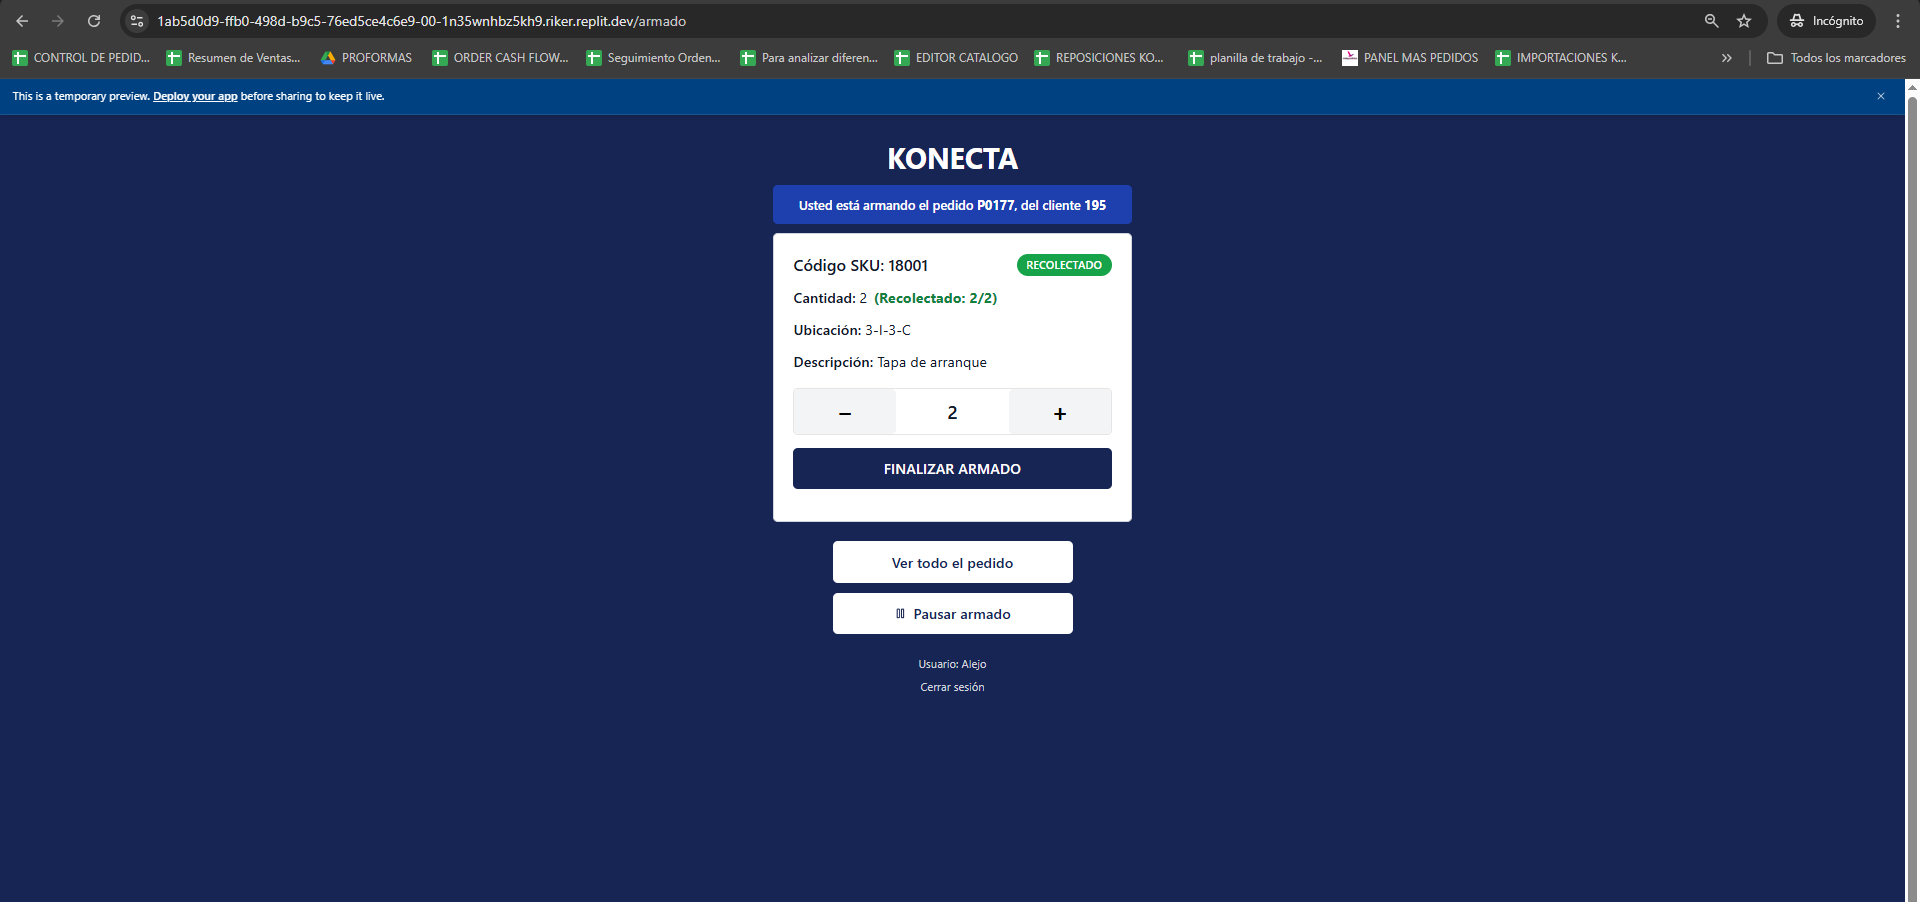 1ab5d0d9-ffb0-498d-b9c5-76ed5ce4c6e9-00-1n35wnhbz5kh9.riker.replit.dev/armado
Incógnito
CONTROL DE PEDID... Resumen de Ventas... PROFORMAS ORDER CASH FLOW... Seguimiento Orden... Para analizar diferen... EDITOR CATALOGO REPOSICIONES KO... planilla de trabajo -... PANEL MAS PEDIDOS IMPORTACIONES K... » Todos los marcadores
This is a temporary preview. Deploy your app before sharing to keep it live.
KONECTA
Usted está armando el pedido P0177, del cliente 195
Código SKU: 18001 RECOLECTADO
Cantidad: 2 (Recolectado: 2/2)
Ubicación: 3-I-3-C
Descripción: Tapa de arranque
− 2 +
FINALIZAR ARMADO
Ver todo el pedido
Pausar armado
Usuario: Alejo
Cerrar sesión